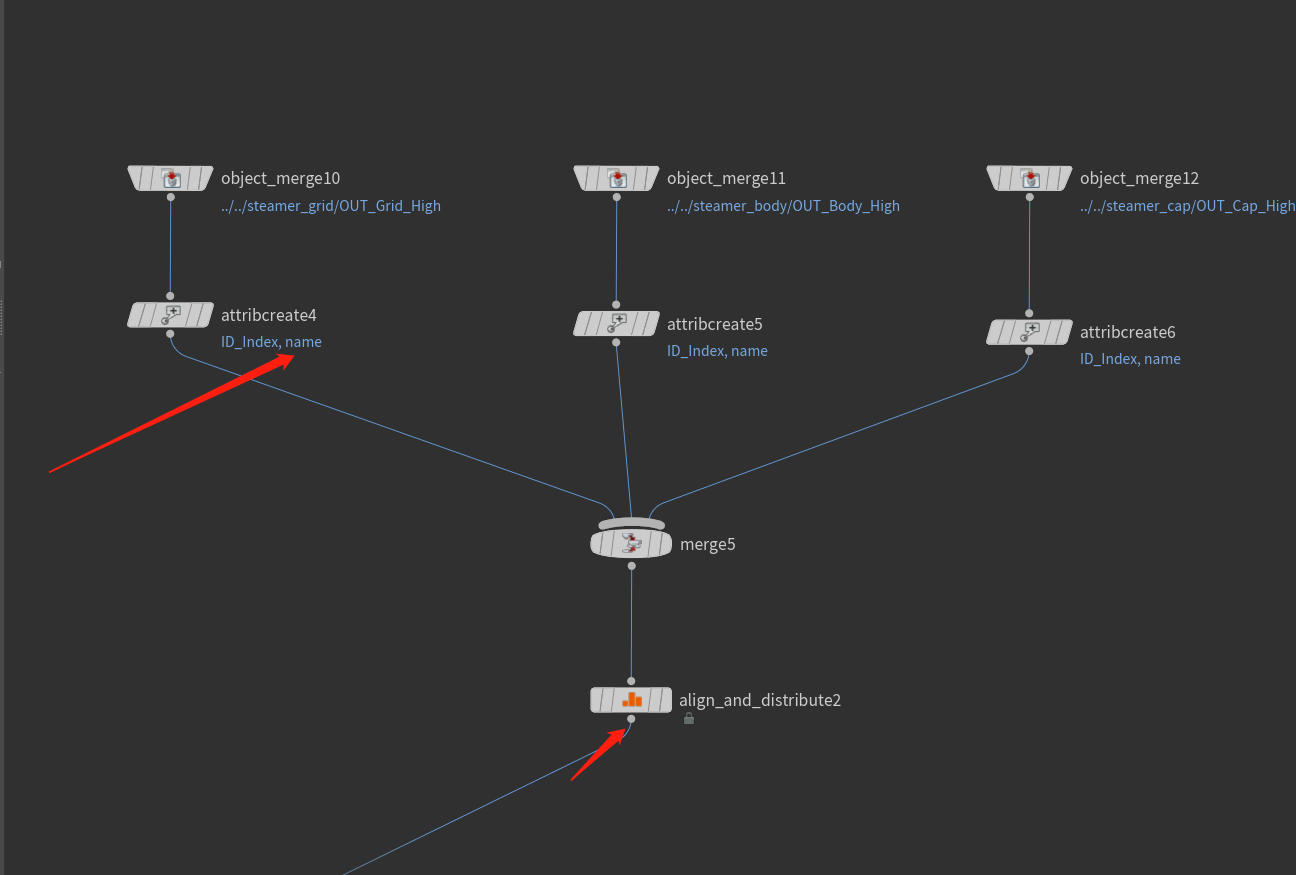 object_merge10
../../steamer_grid/OUT_Grid_High
object_merge11
../../steamer_body/OUT_Body_High
object_merge12
../../steamer_cap/OUT_Cap_High
attribcreate4
ID_Index, name
attribcreate5
ID_Index, name
attribcreate6
ID_Index, name
merge5
align_and_distribute2